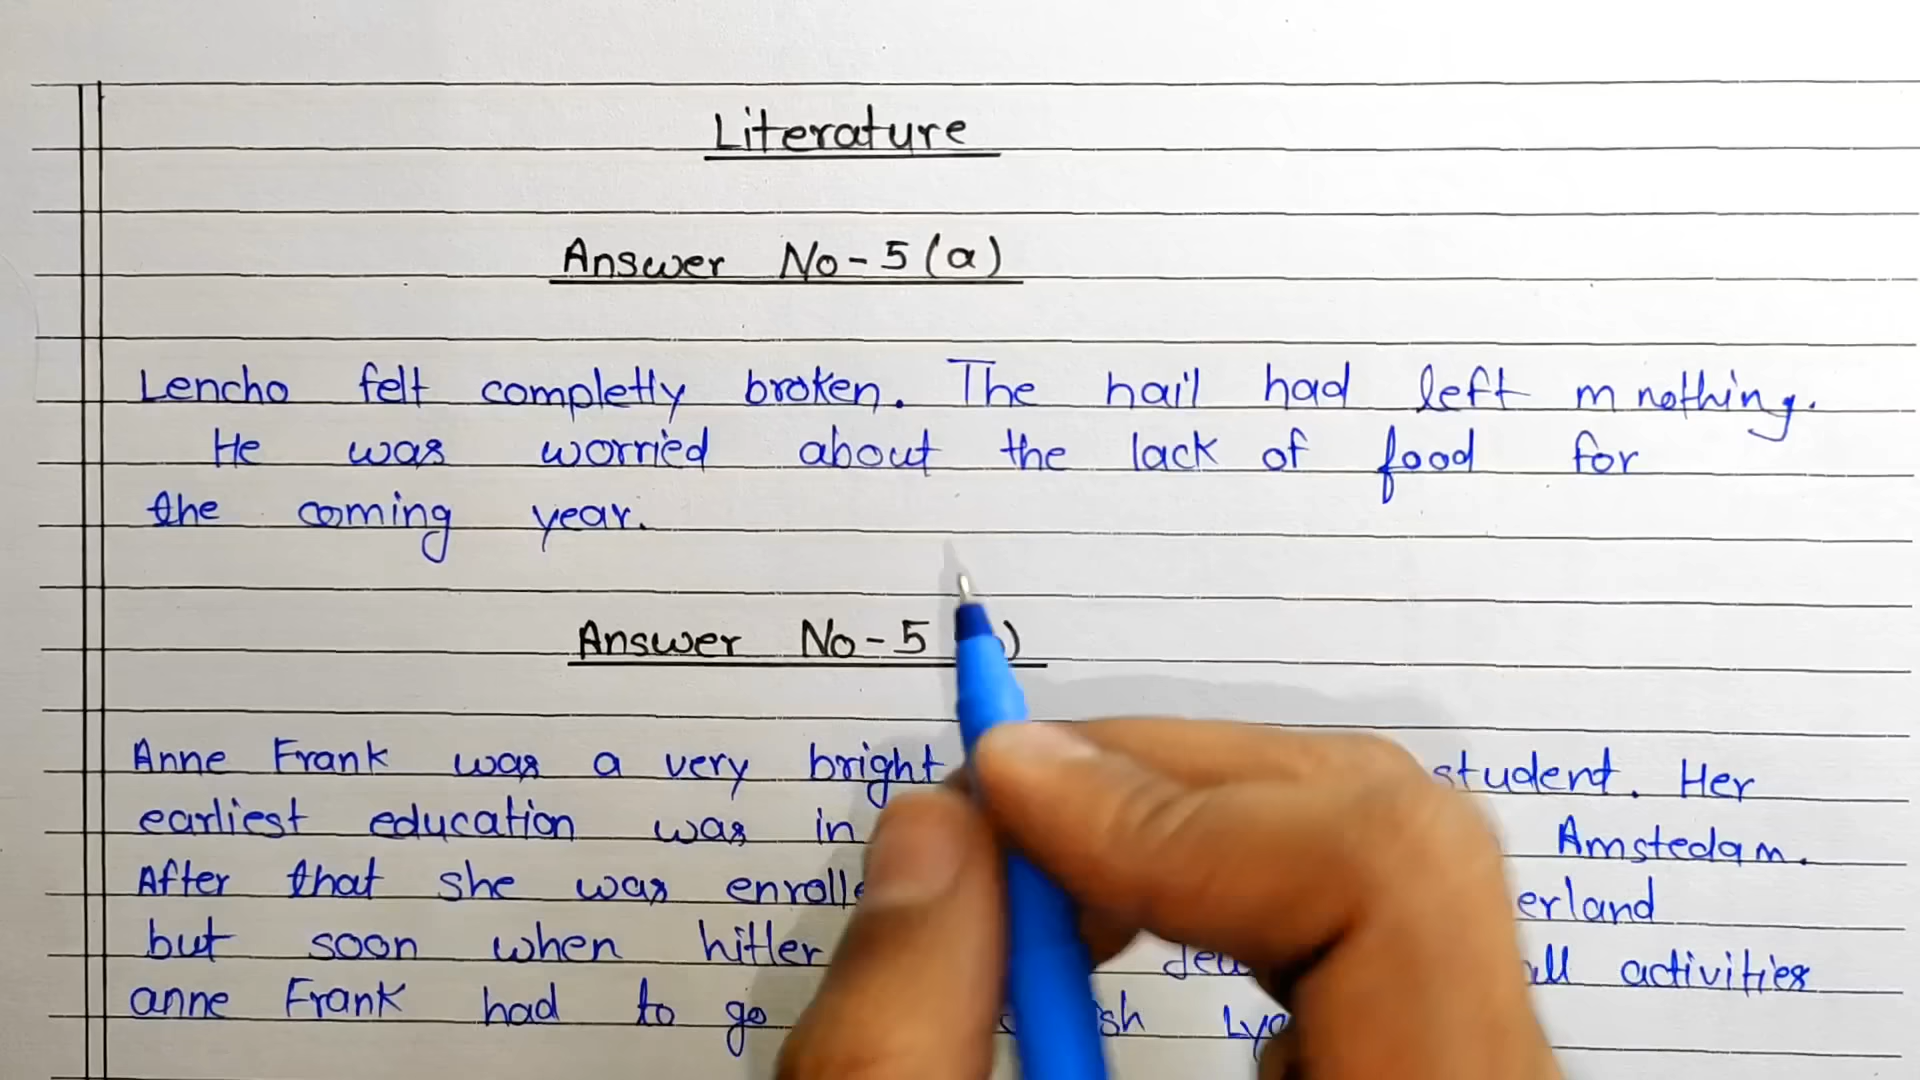 Literature
Answer No-5 (a)
Lencho felt completly broken. The hail had left m nothing.
He was worried about the lack of food for
the coming year.
Answer No-5 )
Anne Frank was a very bright student. Her
earliest education was in Amstedam.
After that she was
but soon when hitler all activities
anne Frank had to go